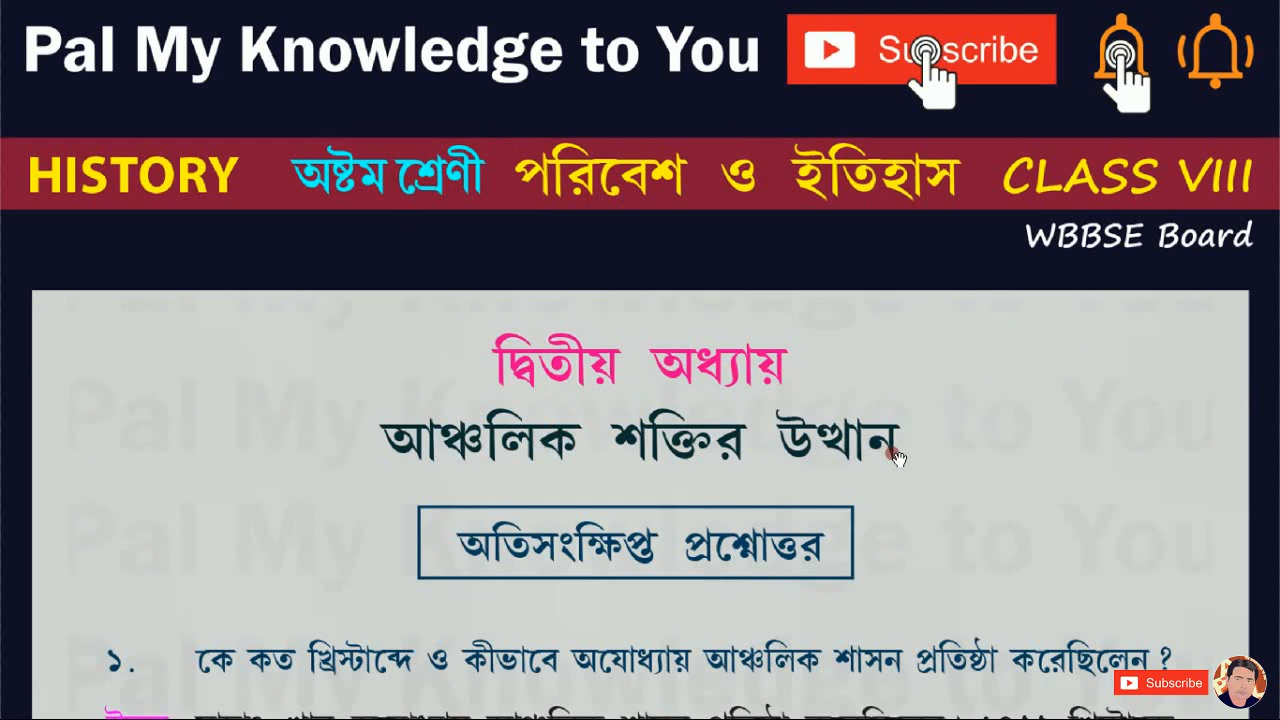 Pal My Knowledge to You Subscribe
HISTORY অষ্টম শ্রেণী পরিবেশ ও ইতিহাস CLASS VIII
WBBSE Board
দ্বিতীয় অধ্যায়
আঞ্চলিক শক্তির উত্থান
অতিসংক্ষিপ্ত প্রশ্নোত্তর
১. কে কত খ্রিস্টাব্দে ও কীভাবে অযোধ্যায় আঞ্চলিক শাসন প্রতিষ্ঠা করেছিলেন ?
Subscribe